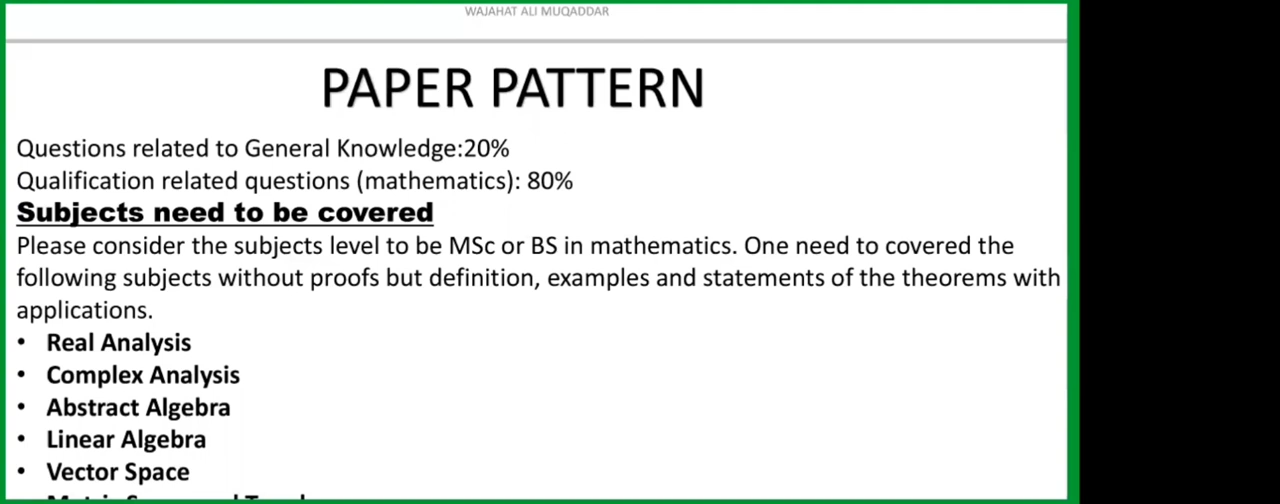 WAJAHAT ALI MUQADDAR
PAPER PATTERN
Questions related to General Knowledge:20%
Qualification related questions (mathematics): 80%
Subjects need to be covered
Please consider the subjects level to be MSc or BS in mathematics. One need to covered the
following subjects without proofs but definition, examples and statements of the theorems with
applications.
• Real Analysis
• Complex Analysis
• Abstract Algebra
• Linear Algebra
• Vector Space